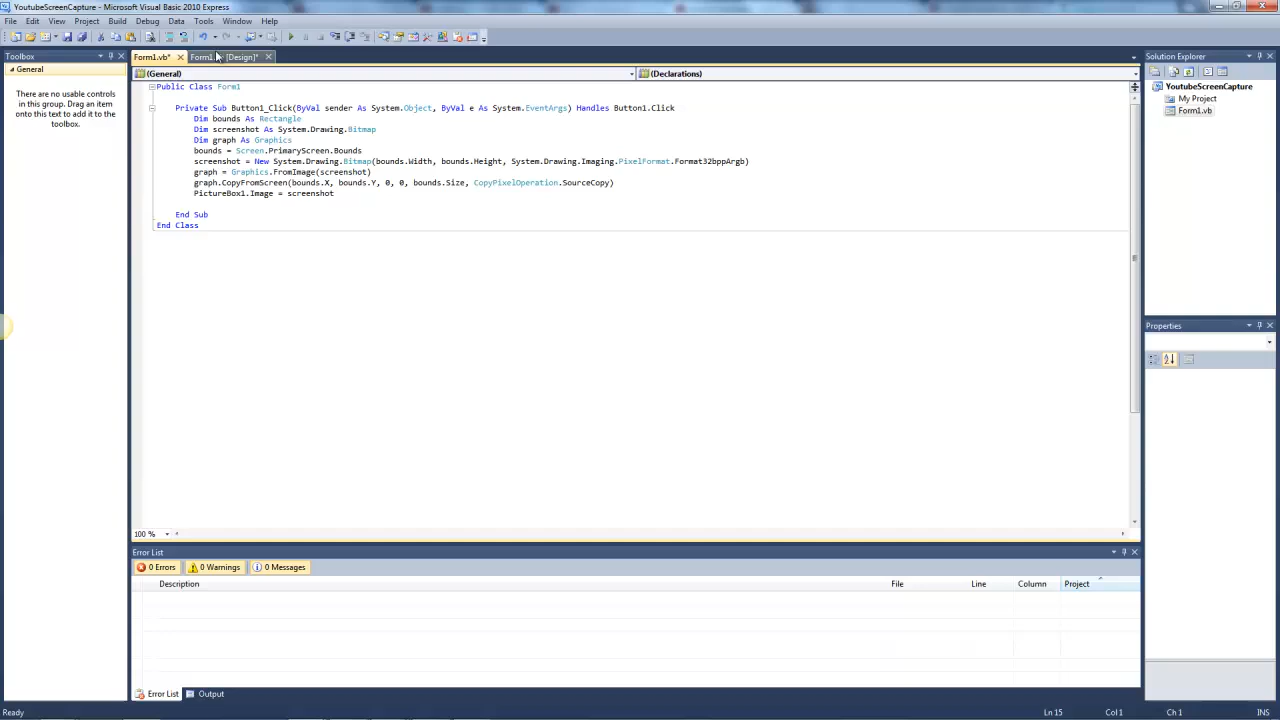 YoutubeScreenCapture - Microsoft Visual Basic 2010 Express
File Edit View Project Build Debug Data Tools Window Help
Toolbox
General
There are no usable controls
in this group. Drag an item
onto this text to add it to the
toolbox.
Form1.vb* Form1. [Design]*
(General) (Declarations)
Public Class Form1
Private Sub Button1_Click(ByVal sender As System.Object, ByVal e As System.EventArgs) Handles Button1.Click
Dim bounds As Rectangle
Dim screenshot As System.Drawing.Bitmap
Dim graph As Graphics
bounds = Screen.PrimaryScreen.Bounds
screenshot = New System.Drawing.Bitmap(bounds.Width, bounds.Height, System.Drawing.Imaging.PixelFormat.Format32bppArgb)
graph = Graphics.FromImage(screenshot)
graph.CopyFromScreen(bounds.X, bounds.Y, 0, 0, bounds.Size, CopyPixelOperation.SourceCopy)
PictureBox1.Image = screenshot
End Sub
End Class
100 %
Error List
0 Errors 0 Warnings 0 Messages
Description File Line Column Project
Error List Output
Solution Explorer
YoutubeScreenCapture
My Project
Form1.vb
Properties
Ready Ln 15 Col 1 Ch 1 INS